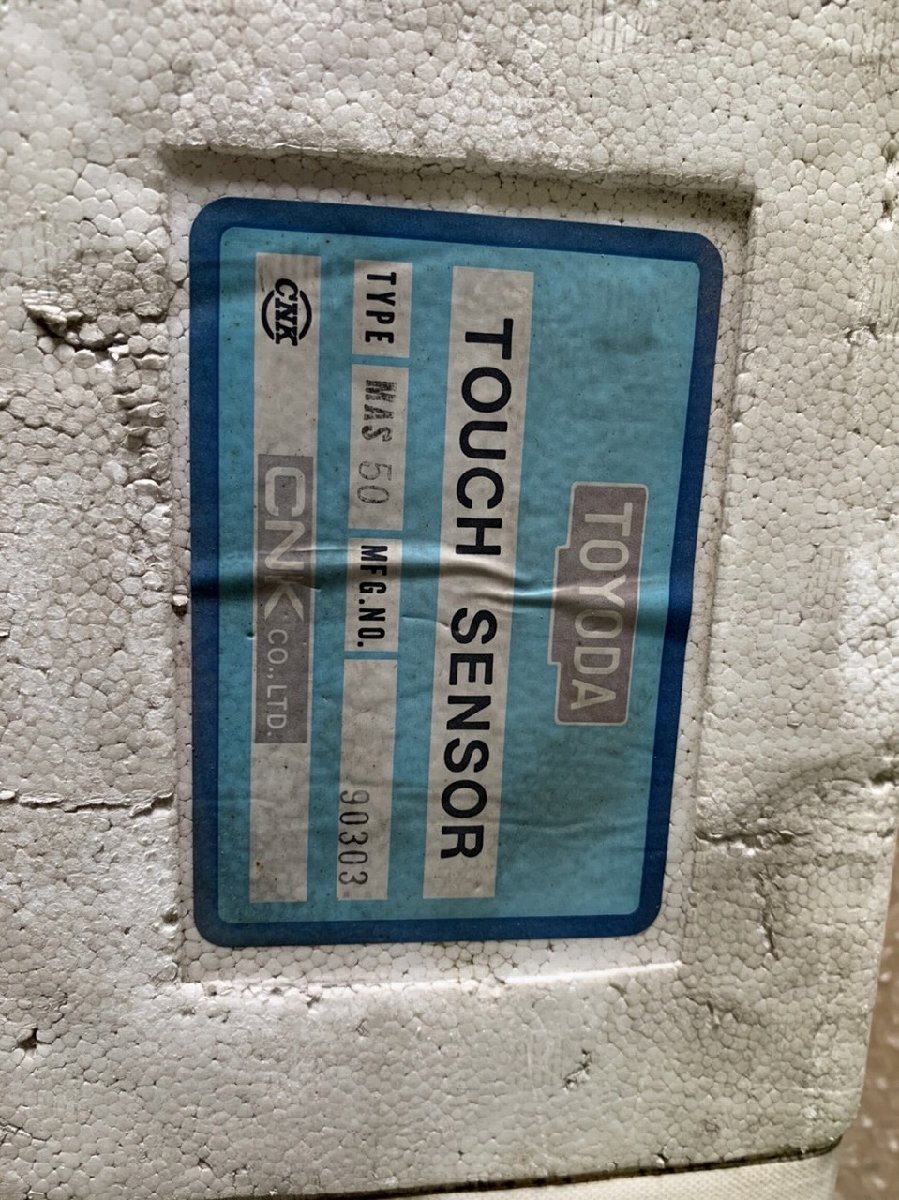 TOYODA
TOUCH SENSOR
TYPE MAS 50 MFG.NO. 90303
CNK CNK CO.,LTD.